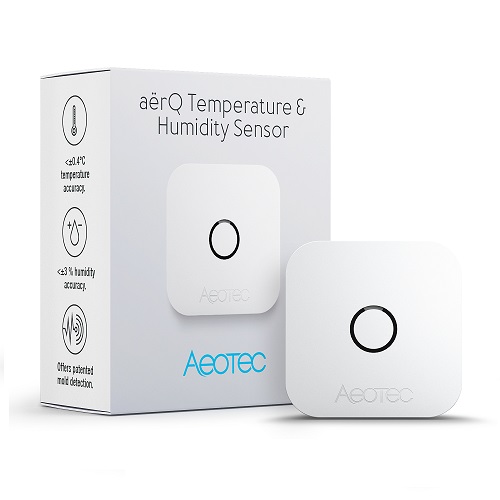 aërQ Temperature &
Humidity Sensor
<±0.4°C
temperature
accuracy.
<±3 % humidity
accuracy.
Offers patented
mold detection.
AEOTEC
AEOTEC
AEOTEC